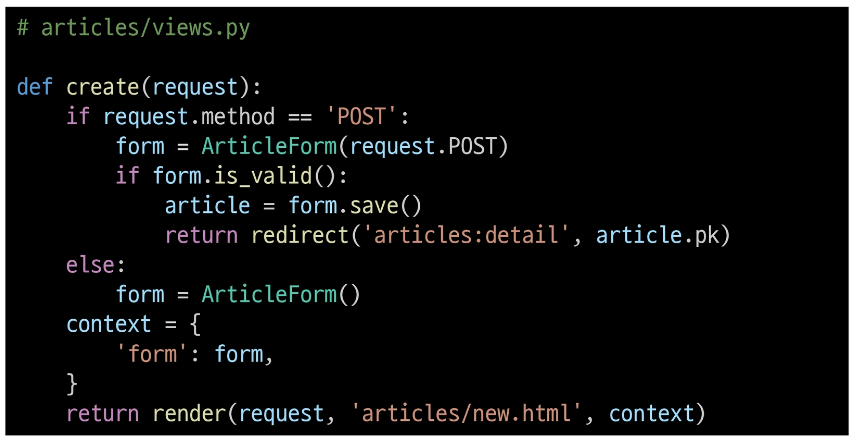 # articles/views.py

def create(request):
    if request.method == 'POST':
        form = ArticleForm(request.POST)
        if form.is_valid():
            article = form.save()
            return redirect('articles:detail', article.pk)
    else:
        form = ArticleForm()
    context = {
        'form': form,
    }
    return render(request, 'articles/new.html', context)